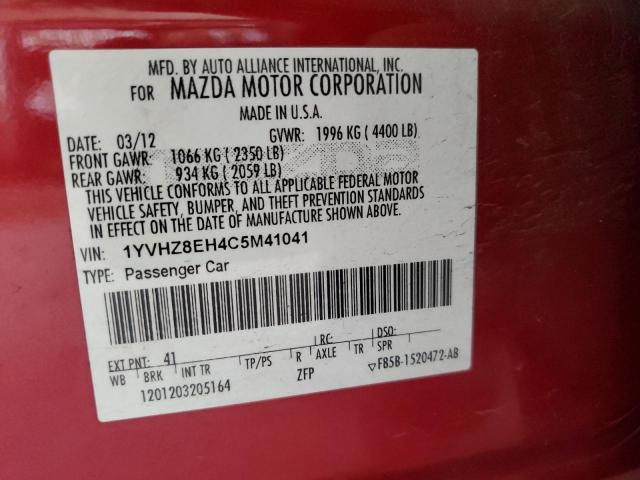 MFD. BY AUTO ALLIANCE INTERNATIONAL, INC.
FOR MAZDA MOTOR CORPORATION
MADE IN U.S.A.
DATE: 03/12 GVWR: 1996 KG ( 4400 LB)
FRONT GAWR: 1066 KG ( 2350 LB)
REAR GAWR: 934 KG ( 2059 LB)
THIS VEHICLE CONFORMS TO ALL APPLICABLE FEDERAL MOTOR
VEHICLE SAFETY, BUMPER, AND THEFT PREVENTION STANDARDS
IN EFFECT ON THE DATE OF MANUFACTURE SHOWN ABOVE.
VIN: 1YVHZ8EH4C5M41041
TYPE: Passenger Car
EXT PNT: 41 RC: DSO:
WB BRK INT TR TP/PS R AXLE TR SPR
ZFP ▽FB5B-1520472-AB
1201203205164